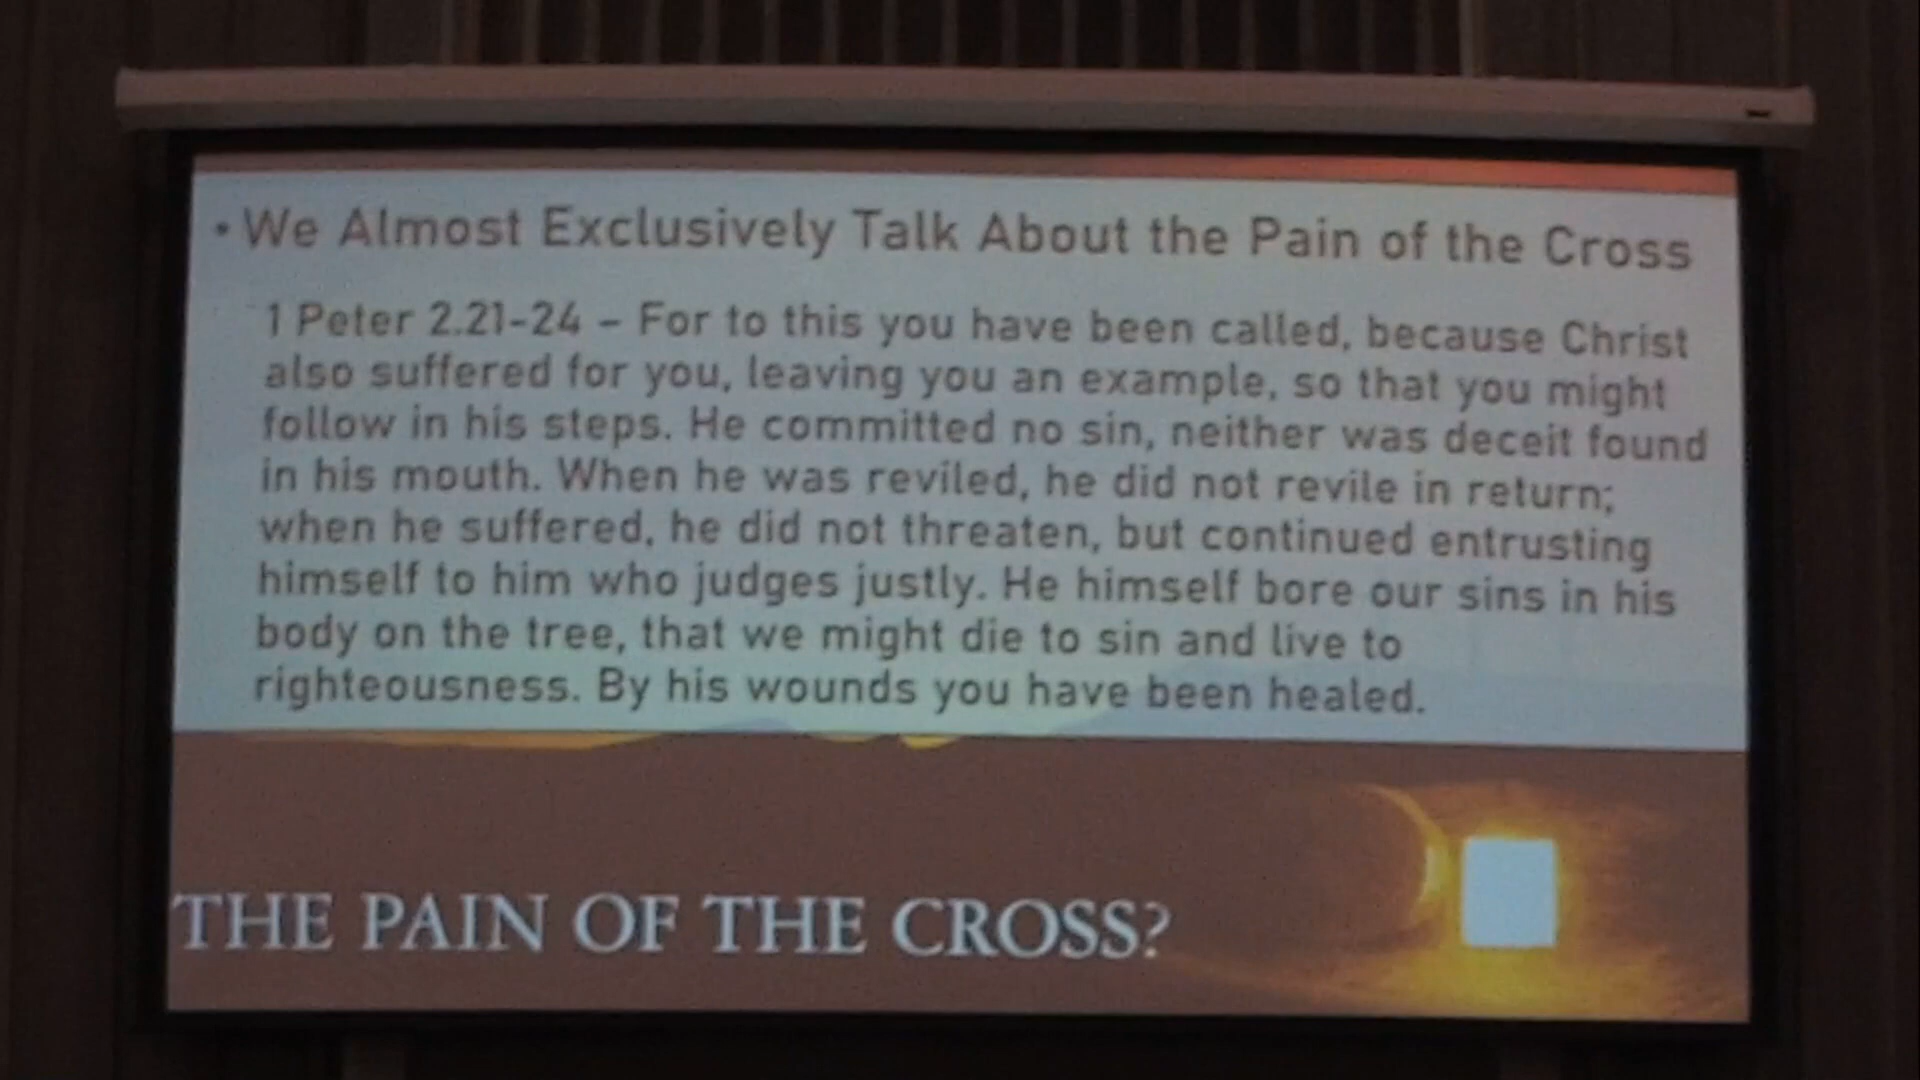 • We Almost Exclusively Talk About the Pain of the Cross
1 Peter 2.21-24 – For to this you have been called, because Christ
also suffered for you, leaving you an example, so that you might
follow in his steps. He committed no sin, neither was deceit found
in his mouth. When he was reviled, he did not revile in return;
when he suffered, he did not threaten, but continued entrusting
himself to him who judges justly. He himself bore our sins in his
body on the tree, that we might die to sin and live to
righteousness. By his wounds you have been healed.
THE PAIN OF THE CROSS?